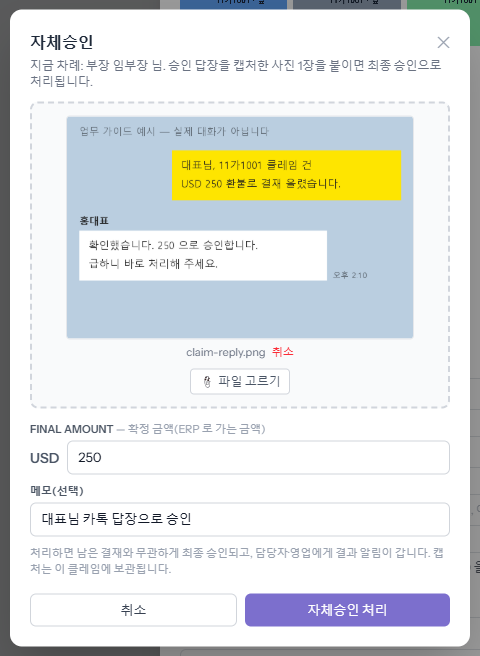 자체승인
지금 차례: 부장 임부장 님. 승인 답장을 캡처한 사진 1장을 붙이면 최종 승인으로
처리됩니다.
업무 가이드 예시 — 실제 대화가 아닙니다
대표님, 11가1001 클레임 건
USD 250 환불로 결재 올렸습니다.
홍대표
확인했습니다. 250 으로 승인합니다.
급하니 바로 처리해 주세요.
오후 2:10
claim-reply.png 취소
파일 고르기
FINAL AMOUNT — 확정 금액(ERP 로 가는 금액)
USD 250
메모(선택)
대표님 카톡 답장으로 승인
처리하면 남은 결재와 무관하게 최종 승인되고, 담당자·영업에게 결과 알림이 갑니다. 캡
처는 이 클레임에 보관됩니다.
취소
자체승인 처리